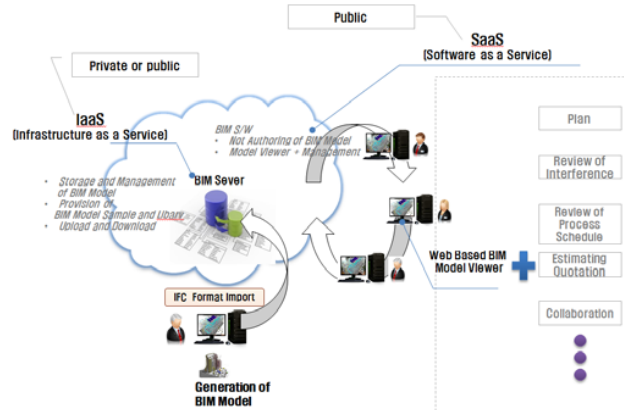 Public
SaaS
(Software as a Service)
Private or public
IaaS
(Infrastructure as a Service)
BIM S/W
• Not Authoring of BIM Model
• Model Viewer + Management
BIM Sever
• Storage and Management
of BIM Model
• Provision of
BIM Model Sample and Libary
• Upload and Download
IFC Format Import
Generation of
BIM Model
Web Based BIM
Model Viewer
Plan
Review of
Interference
Review of
Process
Schedule
Estimating
Quotation
Collaboration